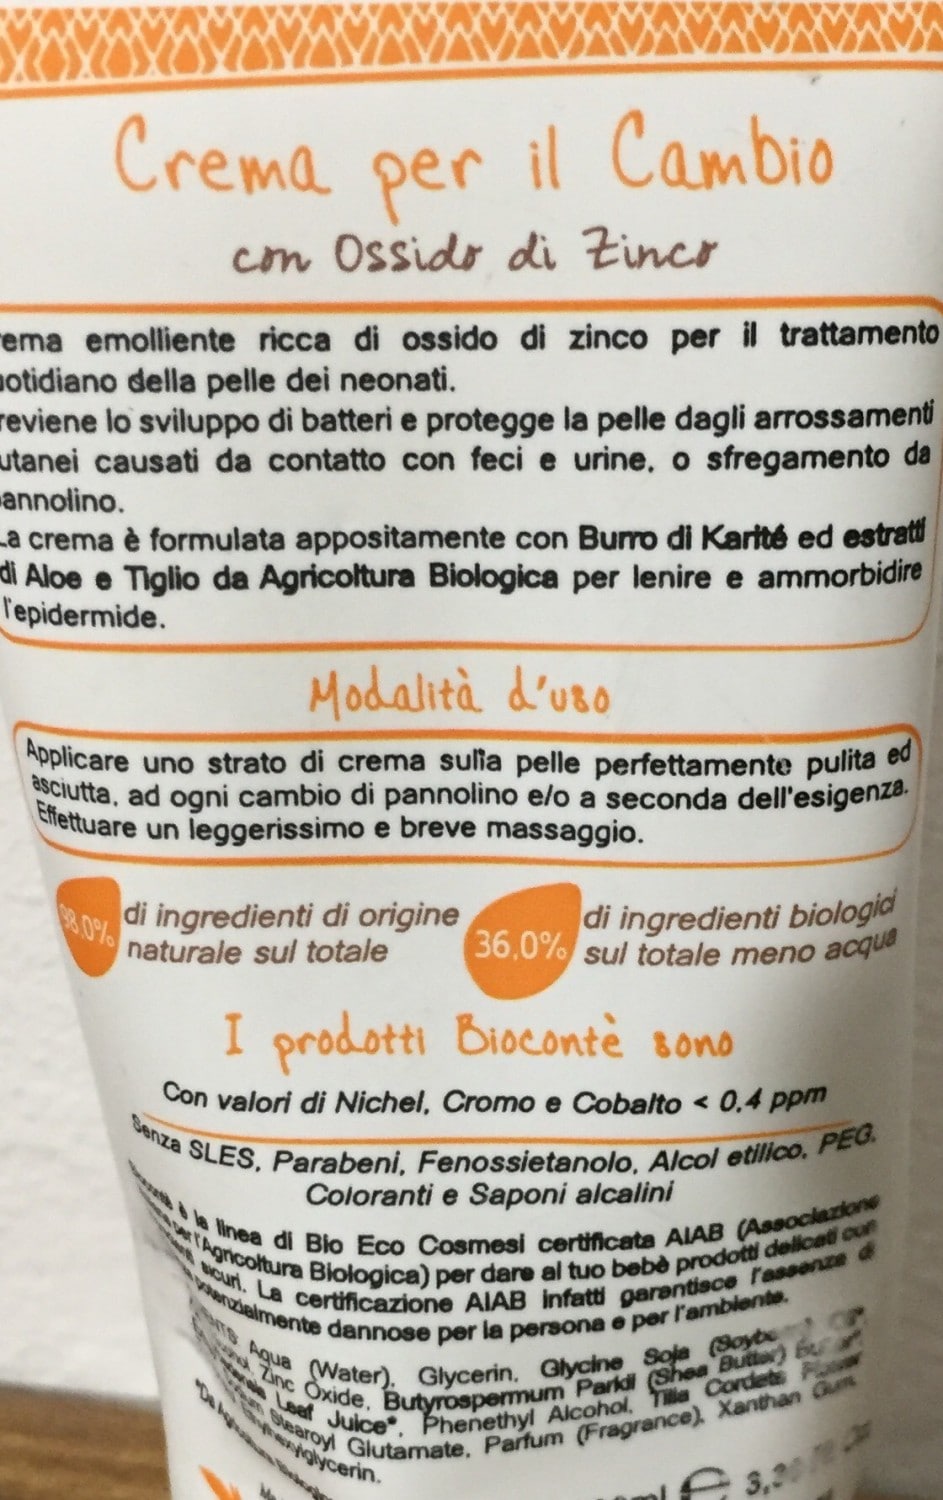 Crema per il Cambio
con Ossido di Zinco
ema emolliente ricca di ossido di zinco per il trattamento
otidiano della pelle dei neonati.
reviene lo sviluppo di batteri e protegge la pelle dagli arrossamenti
utanei causati da contatto con feci e urine, o sfregamento da
annolino.
La crema è formulata appositamente con Burro di Karité ed estratti
di Aloe e Tiglio da Agricoltura Biologica per lenire e ammorbidire
l'epidermide.
Modalità d'uso
Applicare uno strato di crema sulla pelle perfettamente pulita ed
asciutta, ad ogni cambio di pannolino e/o a seconda dell'esigenza.
Effettuare un leggerissimo e breve massaggio.
98,0% di ingredienti di origine
naturale sul totale
36,0% di ingredienti biologici
sul totale meno acqua
I prodotti Biocontè sono
Con valori di Nichel, Cromo e Cobalto < 0,4 ppm
Senza SLES, Parabeni, Fenossietanolo, Alcol etilico, PEG,
Coloranti e Saponi alcalini
è la linea di Bio Eco Cosmesi certificata AIAB (Associazione
per l'Agricoltura Biologica) per dare al tuo bebè prodotti delicati
sicuri. La certificazione AIAB infatti garantisce l'assenza di
potenzialmente dannose per la persona e per l'ambiente.
Aqua (Water), Glycerin, Glycine Soja
Zinc Oxide, Butyrospermum Parkii (Shea Butter)
Leaf Juice*, Phenethyl Alcohol, Tilia Cordata Flower
Stearoyl Glutamate, Parfum (Fragrance), Xanthan Gum,